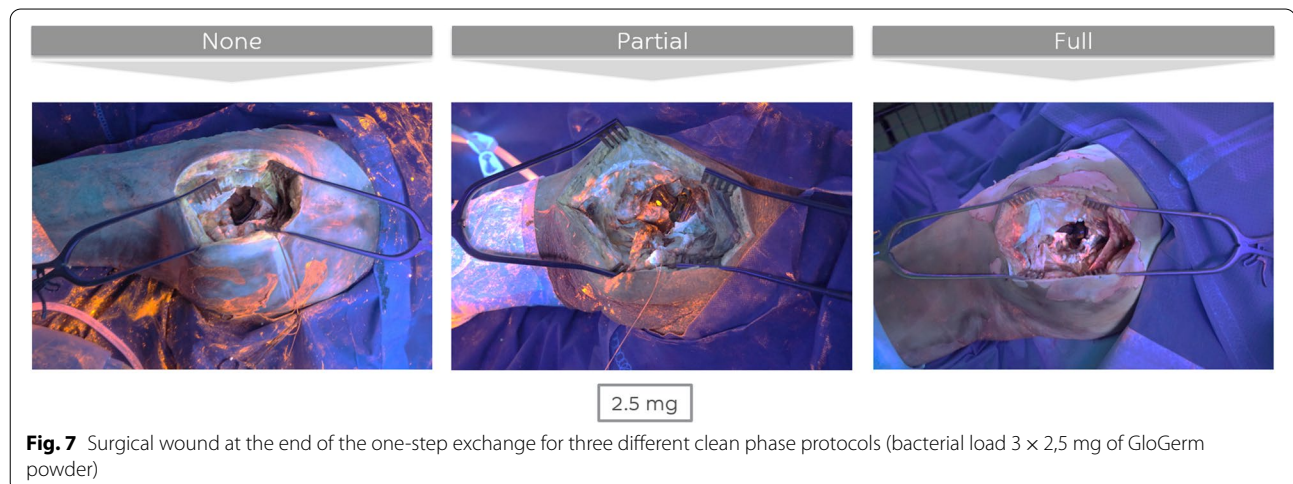 None
Partial
Full
2.5 mg
Fig. 7 Surgical wound at the end of the one-step exchange for three different clean phase protocols (bacterial load 3 × 2,5 mg of GloGerm
powder)